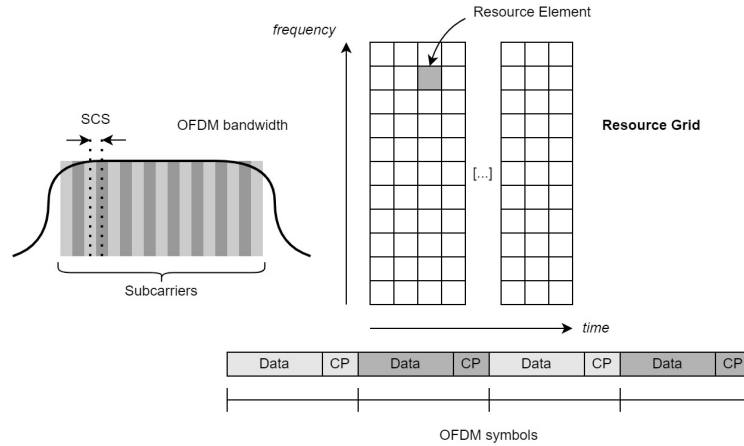 Resource Element
frequency
SCS
OFDM bandwidth
Resource Grid
[...]
Subcarriers
time
Data CP Data CP Data CP Data CP
OFDM symbols